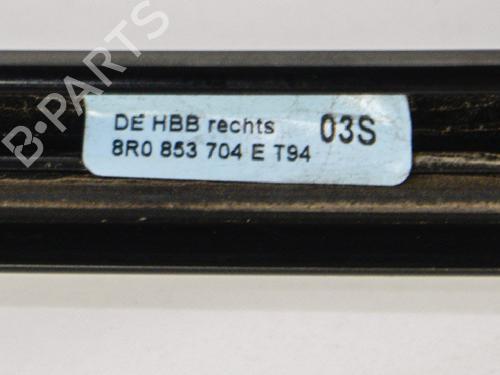 B-PARTS
DE HBB rechts 03S
8R0 853 704 E T94